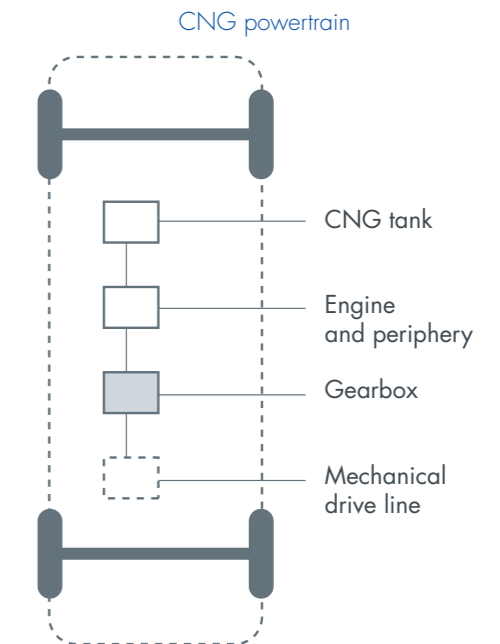 CNG powertrain
CNG tank
Engine
and periphery
Gearbox
Mechanical
drive line